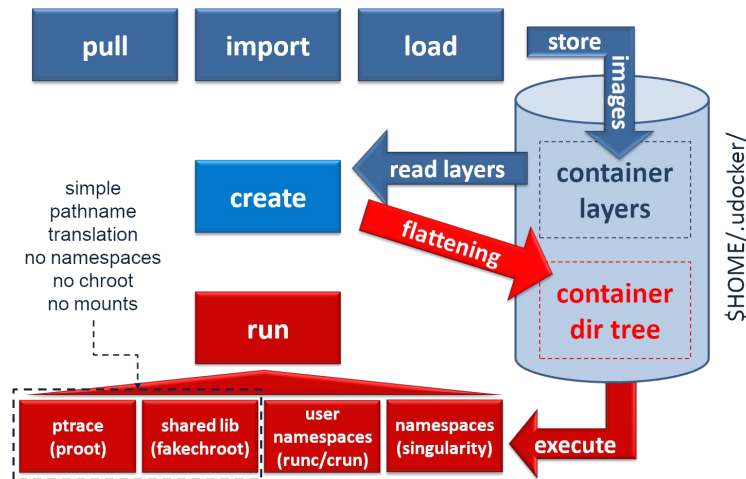 pull
import
load
store
images
$HOME/.udocker/
read layers
container
layers
create
simple
pathname
translation
no namespaces
no chroot
no mounts
flattening
container
dir tree
run
ptrace
(proot)
shared lib
(fakechroot)
user
namespaces
(runc/crun)
namespaces
(singularity)
execute